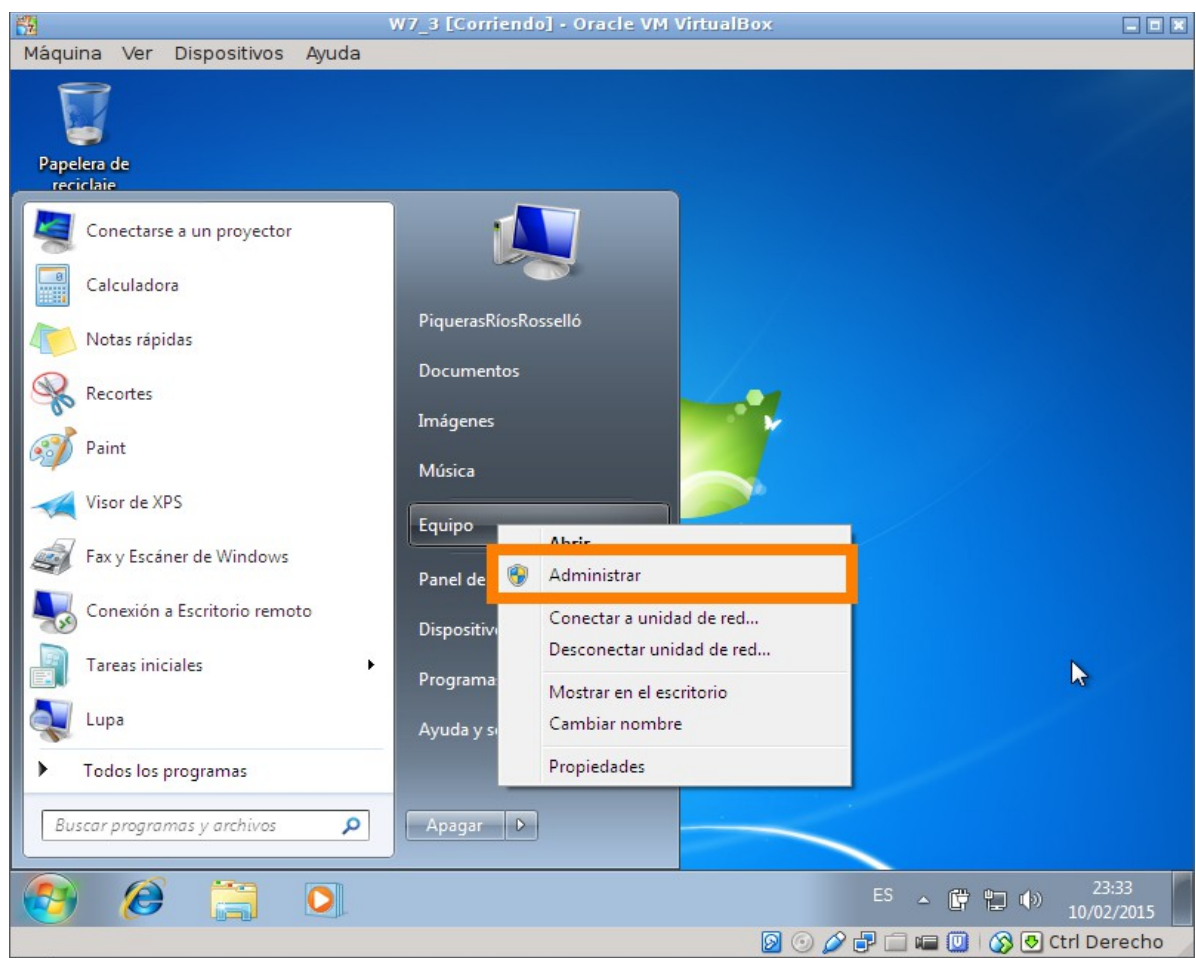 W7_3 [Corriendo] - Oracle VM VirtualBox
Máquina Ver Dispositivos Ayuda
Papelera de
reciclaje
Conectarse a un proyector
Calculadora
Notas rápidas
Recortes
Paint
Visor de XPS
Fax y Escáner de Windows
Conexión a Escritorio remoto
Tareas iniciales
Lupa
Todos los programas
Buscar programas y archivos
PiquerasRíosRosselló
Documentos
Imágenes
Música
Equipo
Panel de
Dispositiv
Programa
Ayuda y s
Apagar
Abrir
Administrar
Conectar a unidad de red...
Desconectar unidad de red...
Mostrar en el escritorio
Cambiar nombre
Propiedades
ES
23:33
10/02/2015
Ctrl Derecho